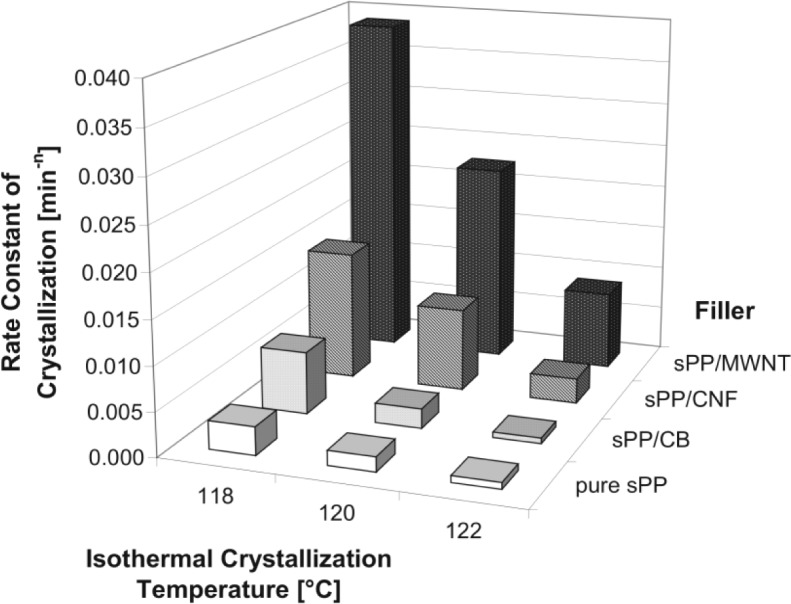 0.040
0.035
0.030
0.025
0.020
0.015
0.010
0.005
0.000
Rate Constant of
Crystallization [min⁻ⁿ]
118
120
122
Isothermal Crystallization
Temperature [°C]
Filler
sPP/MWNT
sPP/CNF
sPP/CB
pure sPP